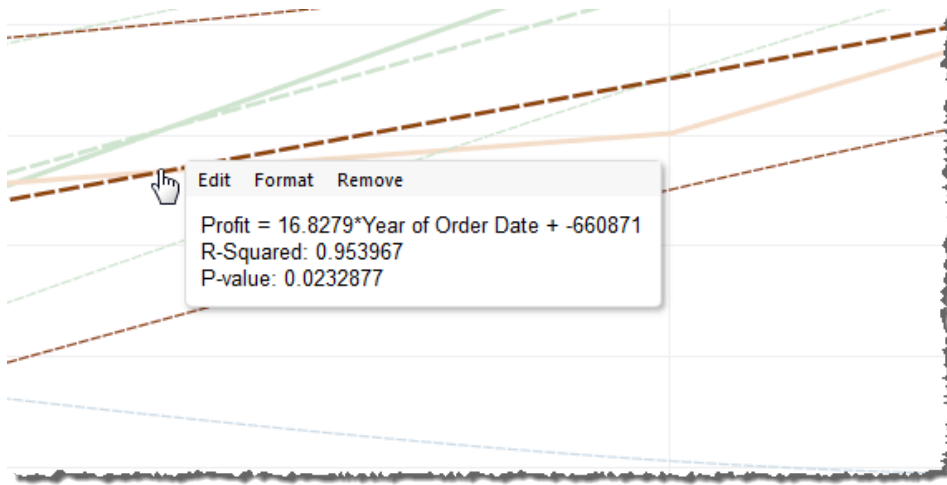 Edit Format Remove
Profit = 16.8279*Year of Order Date + -660871
R-Squared: 0.953967
P-value: 0.0232877